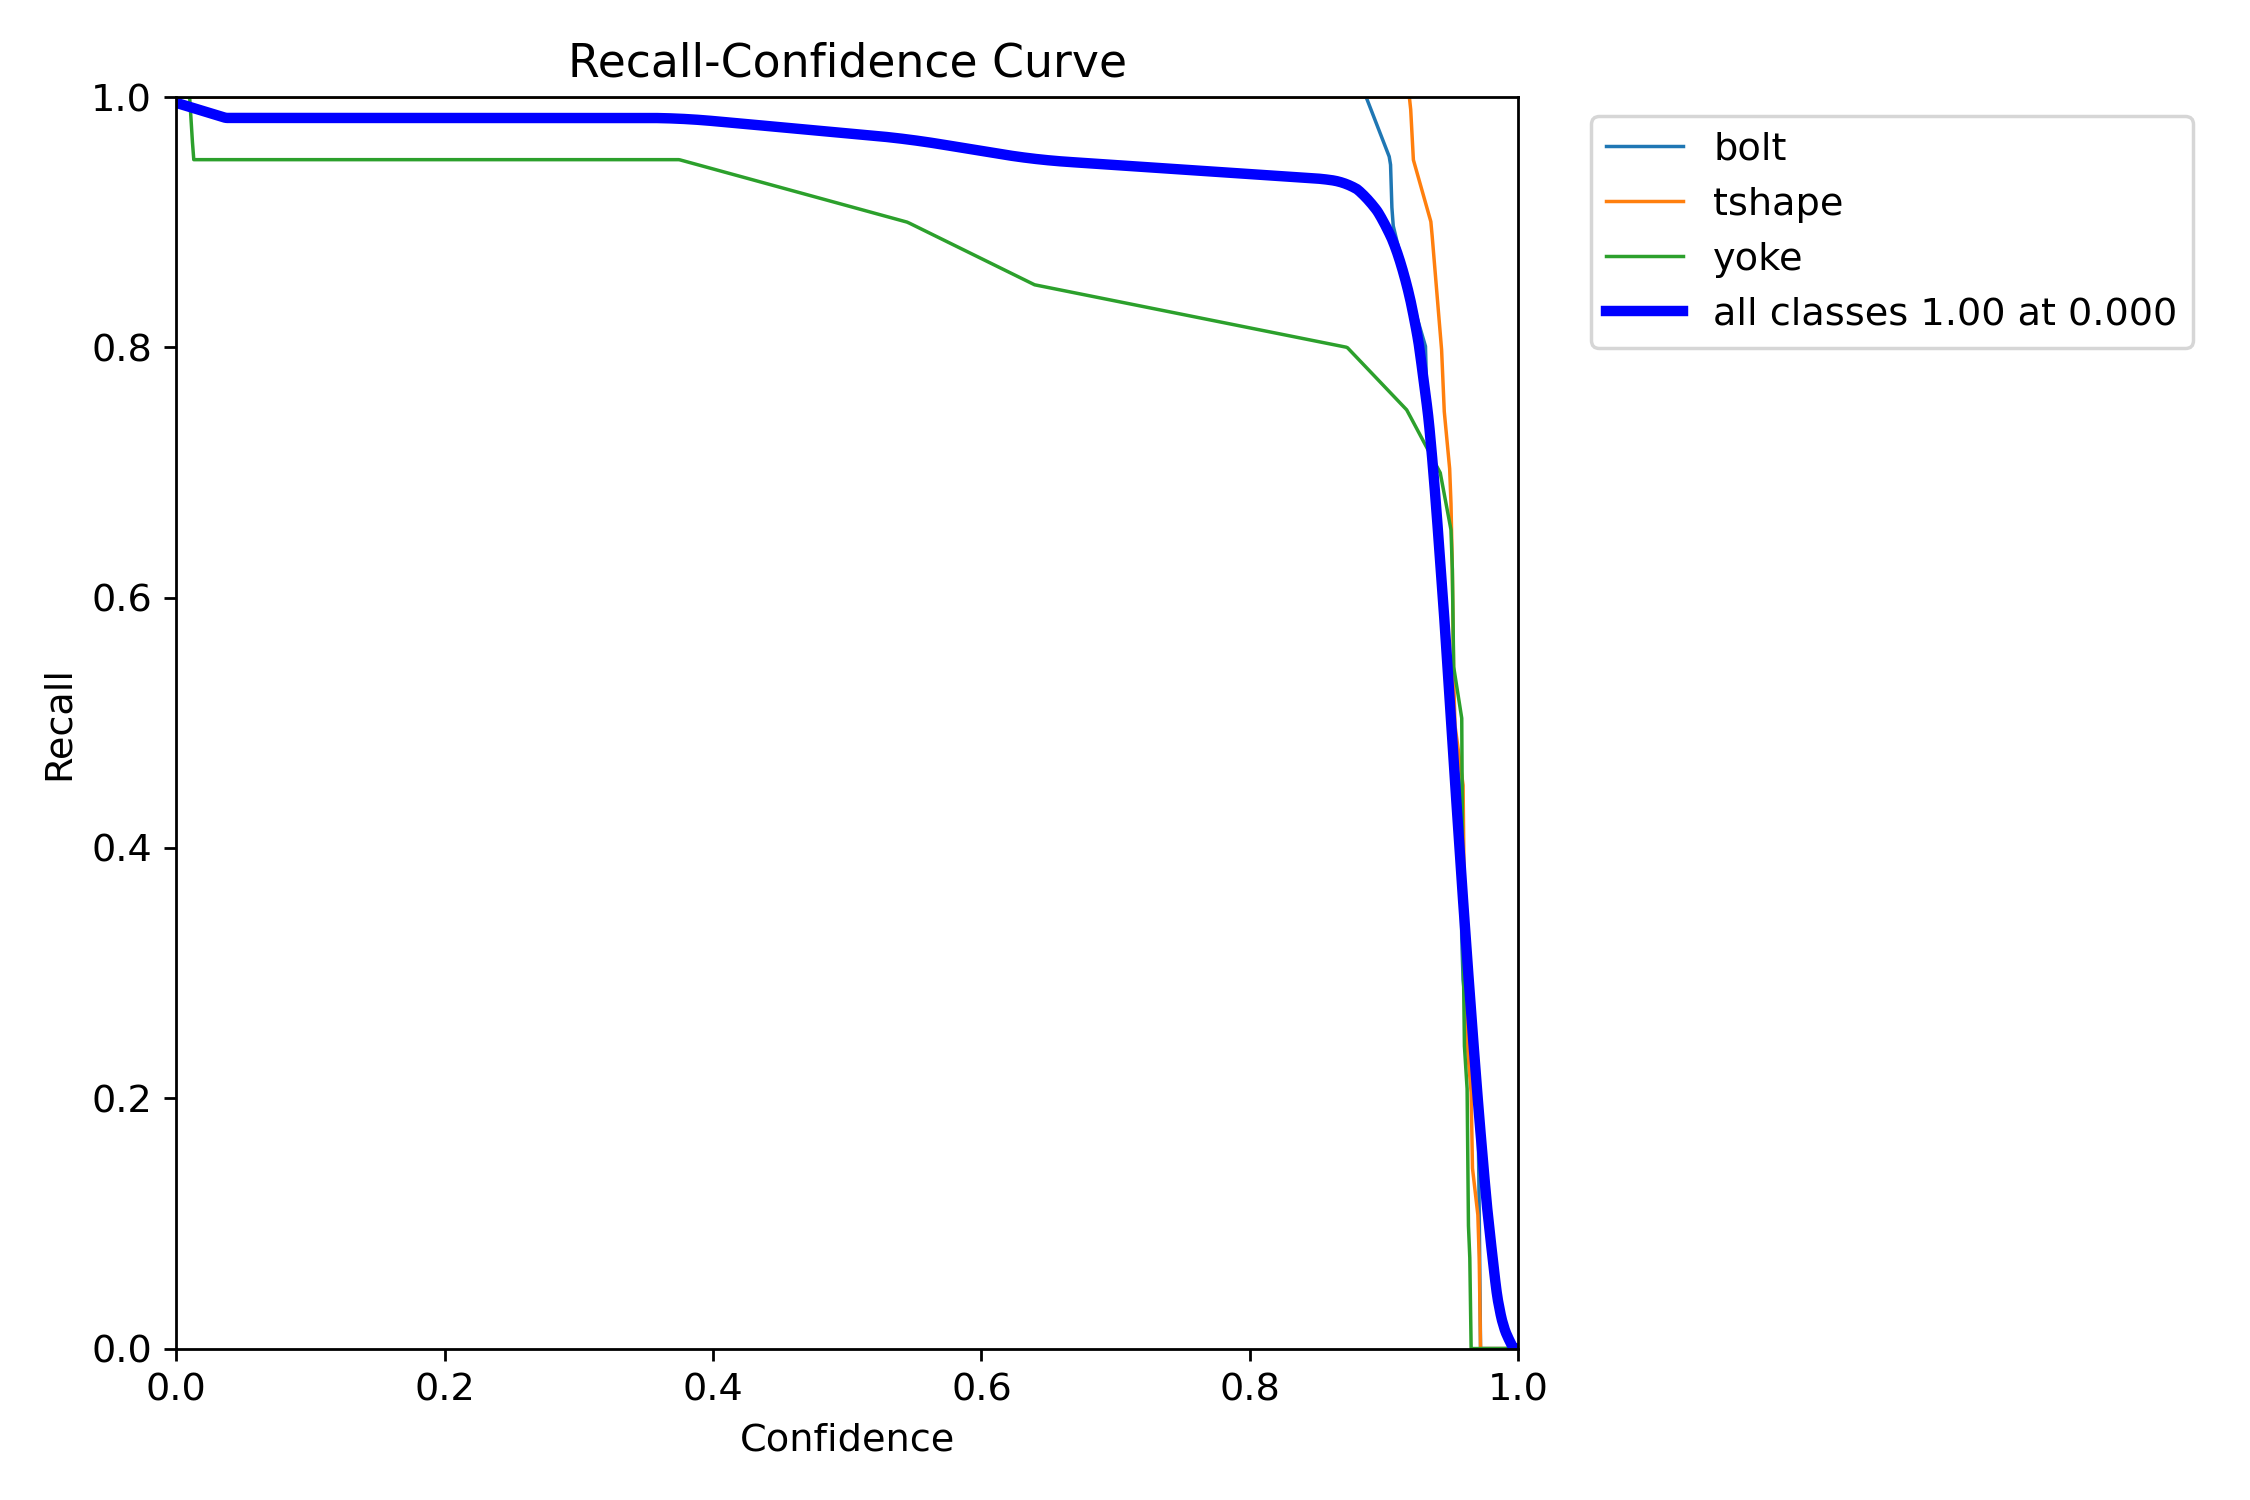 Recall-Confidence Curve
1.0
0.8
0.6
0.4
0.2
0.0
Recall
0.0 0.2 0.4 0.6 0.8 1.0
Confidence
bolt
tshape
yoke
all classes 1.00 at 0.000